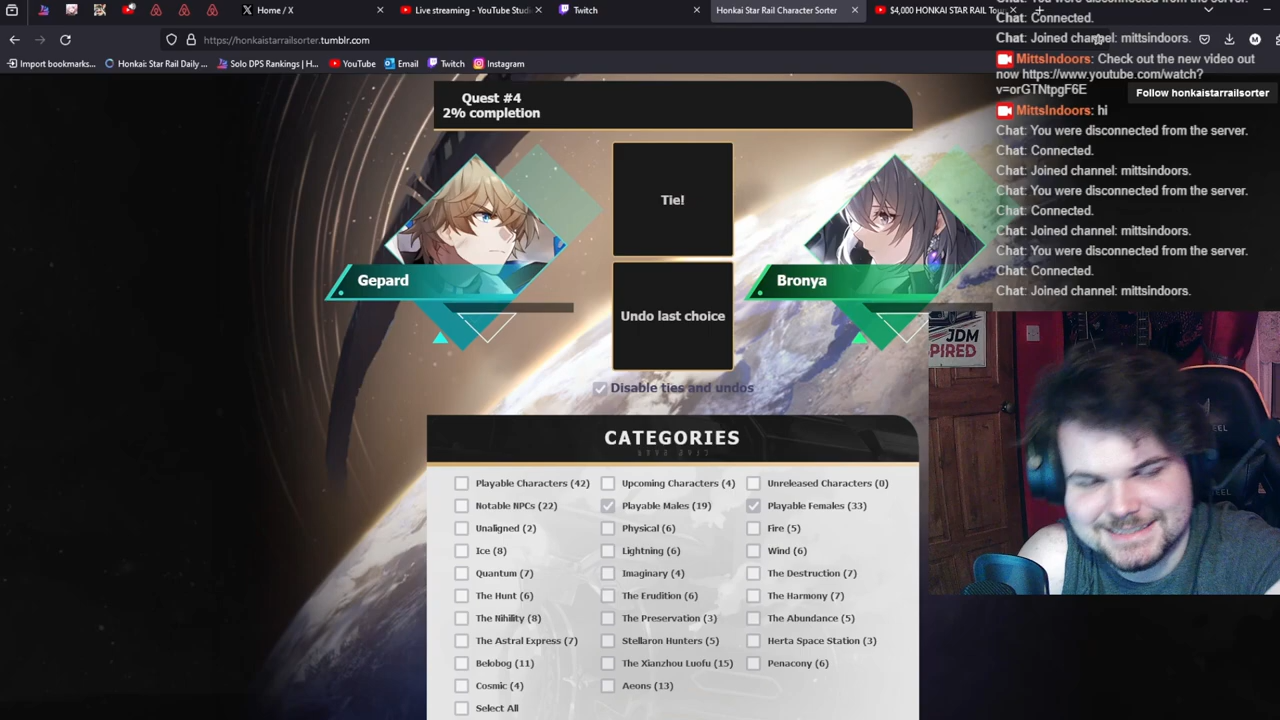 Home / X
Live streaming - YouTube Stud
Twitch
Honkai Star Rail Character Sorter
$4,000 HONKAI STAR RAIL Tou
https://honkaistarrailsorter.tumblr.com
Import bookmarks...
Honkai: Star Rail Daily ...
Solo DPS Rankings | H...
YouTube
Email
Twitch
Instagram
Chat: You were disconnected from the server.
Chat: Connected.
Chat: Joined channel: mittsindoors.
MittsIndoors: Check out the new video out
now https://www.youtube.com/watch?
v=orGTNtpgF6E
Follow honkaistarrailsorter
MittsIndoors: hi
Chat: You were disconnected from the server.
Chat: Connected.
Chat: Joined channel: mittsindoors.
Chat: You were disconnected from the server.
Chat: Connected.
Chat: Joined channel: mittsindoors.
Chat: You were disconnected from the server.
Chat: Connected.
Chat: Joined channel: mittsindoors.
Quest #4
2% completion
Tie!
Gepard
Bronya
Undo last choice
Disable ties and undos
JDM
CATEGORIES
Playable Characters (42)
Upcoming Characters (4)
Unreleased Characters (0)
Notable NPCs (22)
Playable Males (19)
Playable Females (33)
Unaligned (2)
Physical (6)
Fire (5)
Ice (8)
Lightning (6)
Wind (6)
Quantum (7)
Imaginary (4)
The Destruction (7)
The Hunt (6)
The Erudition (6)
The Harmony (7)
The Nihility (8)
The Preservation (3)
The Abundance (5)
The Astral Express (7)
Stellaron Hunters (5)
Herta Space Station (3)
Belobog (11)
The Xianzhou Luofu (15)
Penacony (6)
Cosmic (4)
Aeons (13)
Select All